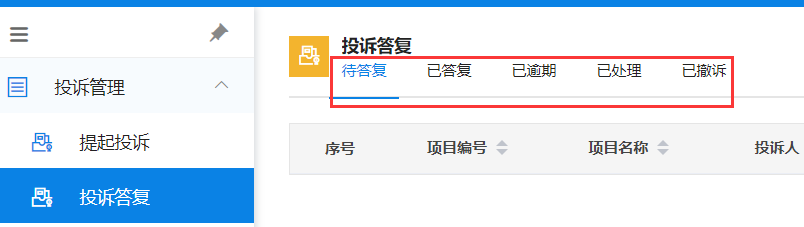 投诉管理
提起投诉
投诉答复
投诉答复
待答复 已答复 已逾期 已处理 已撤诉
序号 项目编号 项目名称 投诉人